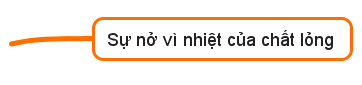 Sự nở vì nhiệt của chất lỏng